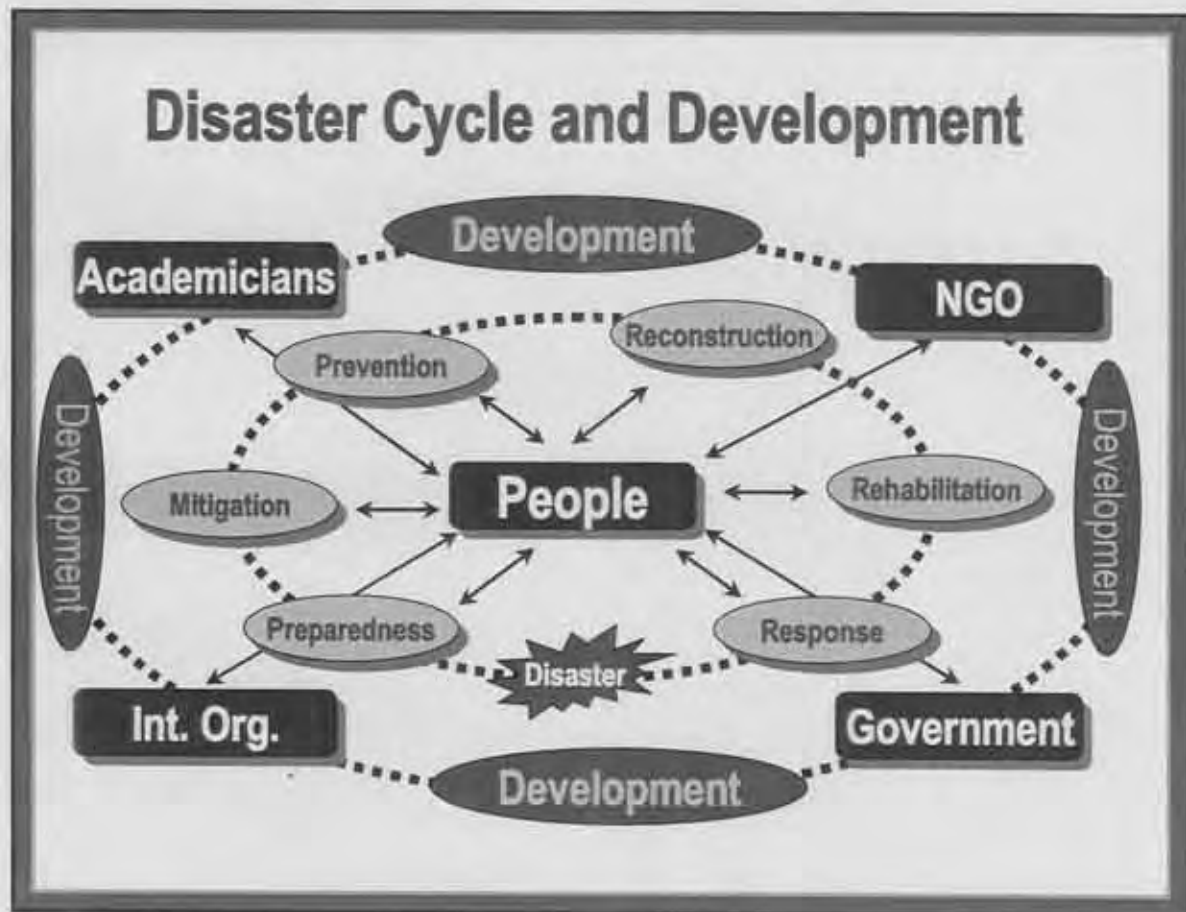 Disaster Cycle and Development
Development
Academicians
NGO
Reconstruction
Prevention
Development
Development
People
Mitigation
Rehabilitation
Preparedness
Response
Disaster
Int. Org.
Government
Development